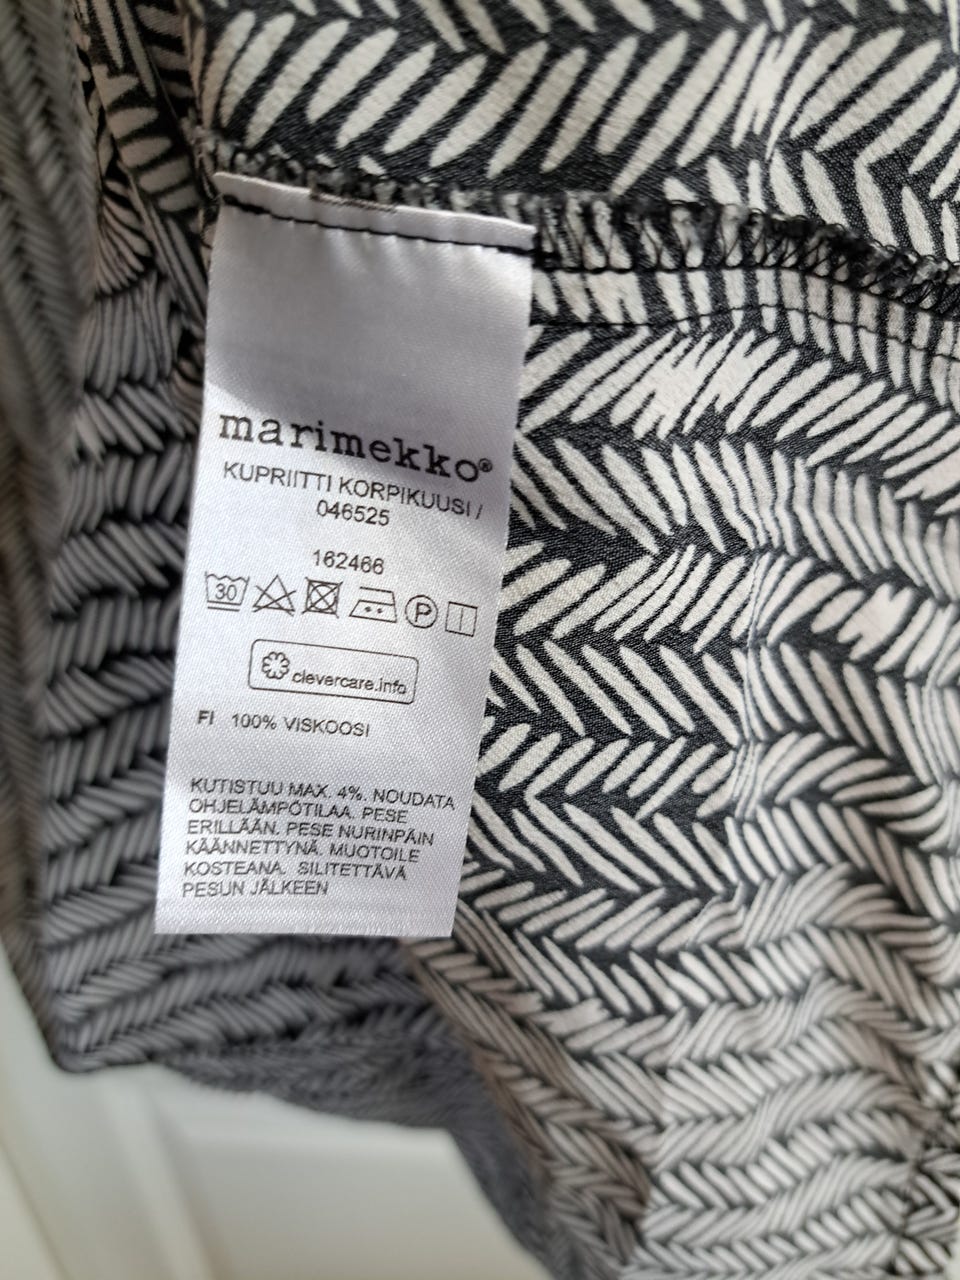 marimekko®
KUPRIITTI KORPIKUUSI /
046525
162466
30 P
clevercare.info
FI 100% VISKOOSI
KUTISTUU MAX. 4%. NOUDATA
OHJELÄMPÖTILAA. PESE
ERILLÄÄN. PESE NURINPÄIN
KÄÄNNETTYNÄ. MUOTOILE
KOSTEANA. SILITETTÄVÄ
PESUN JÄLKEEN